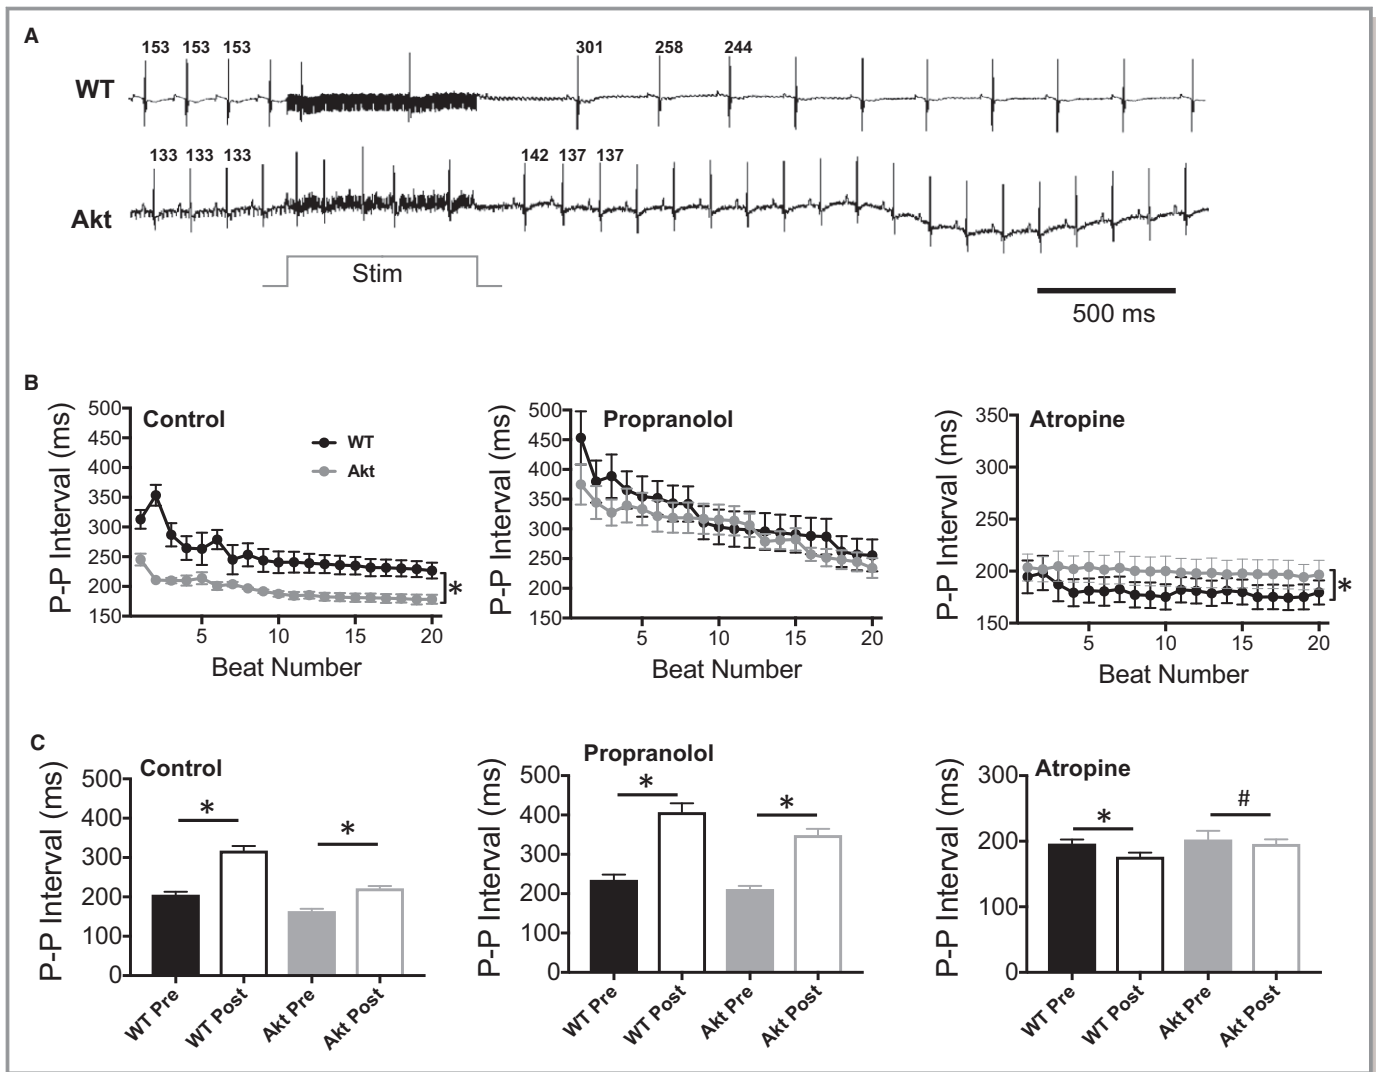 A
153 153 153 301 258 244
WT
133 133 133 142 137 137
Akt
Stim
500 ms
B
Control
P-P Interval (ms)
500
450
400
350
300
250
200
150
WT
Akt
*
5 10 15 20
Beat Number
Propranolol
P-P Interval (ms)
500
450
400
350
300
250
200
150
5 10 15 20
Beat Number
Atropine
P-P Interval (ms)
350
300
250
200
150
*
5 10 15 20
Beat Number
C
Control
P-P Interval (ms)
500
400
300
200
100
0
* *
WT Pre WT Post Akt Pre Akt Post
Propranolol
P-P Interval (ms)
500
400
300
200
100
0
* *
WT Pre WT Post Akt Pre Akt Post
Atropine
P-P Interval (ms)
300
200
100
0
* #
WT Pre WT Post Akt Pre Akt Post